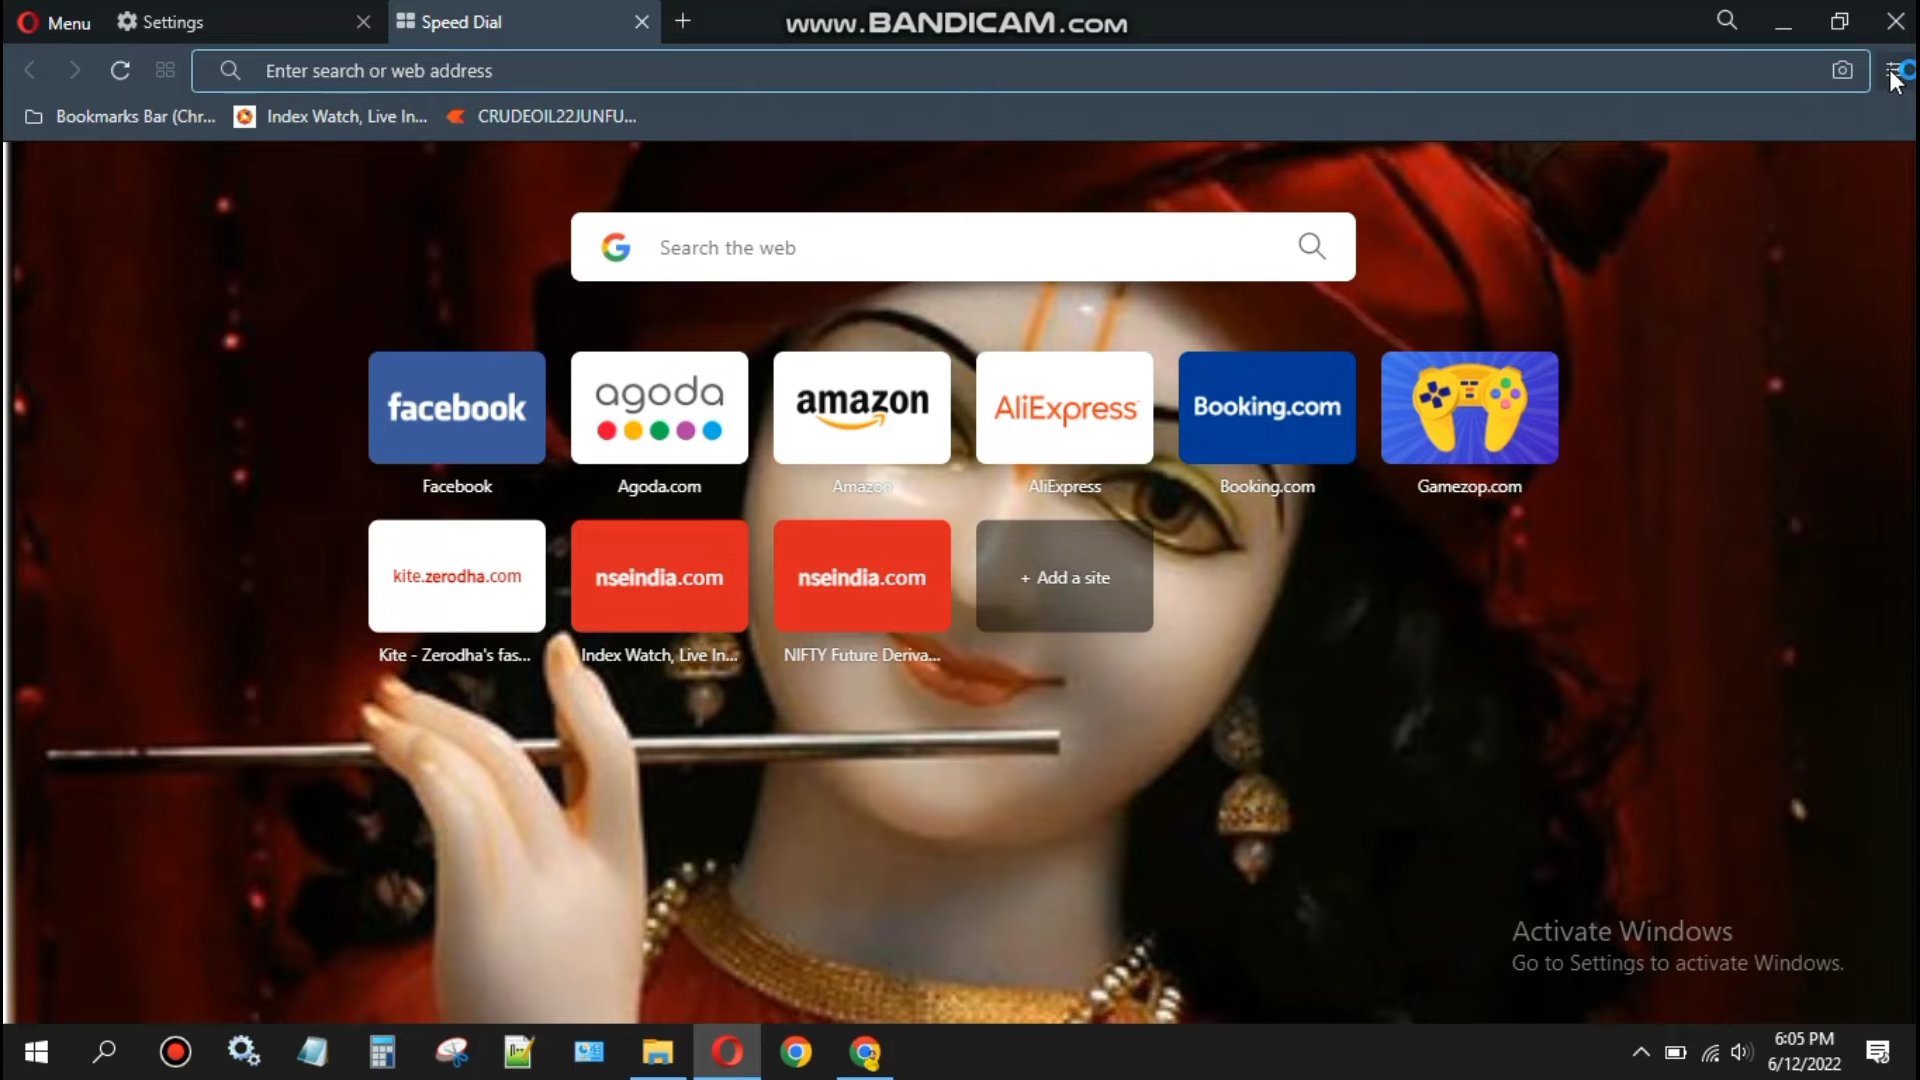 Menu
Settings
Speed Dial
www.BANDICAM.com
Enter search or web address
Bookmarks Bar (Chr...
Index Watch, Live In...
CRUDEOIL22JUNFU...
Search the web
facebook
agoda
amazon
AliExpress
Booking.com
Facebook
Agoda.com
Amazon
AliExpress
Booking.com
Gamezop.com
kite.zerodha.com
nseindia.com
nseindia.com
+ Add a site
Kite - Zerodha's fas...
Index Watch, Live In...
NIFTY Future Deriva...
Activate Windows
Go to Settings to activate Windows.
6:05 PM
6/12/2022